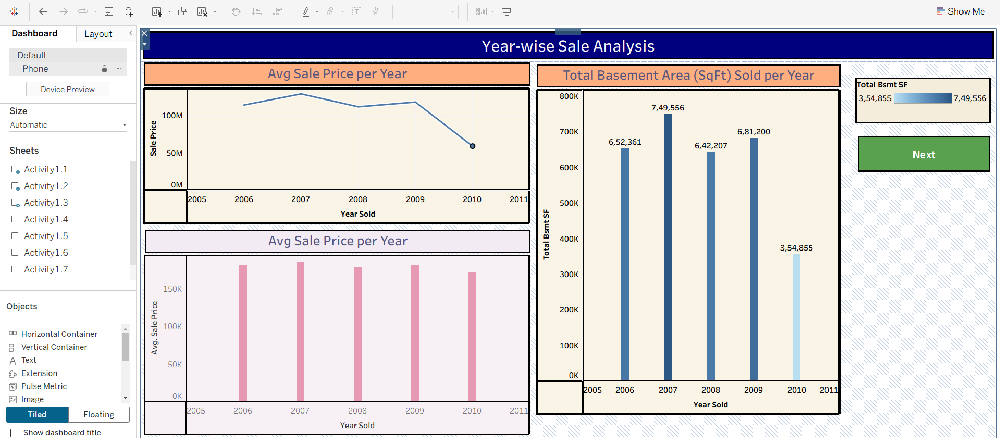 Show Me
Dashboard
Layout
Default
Phone
Device Preview
Size
Automatic
Sheets
Activity1.1
Activity1.2
Activity1.3
Activity1.4
Activity1.5
Activity1.6
Activity1.7
Objects
Horizontal Container
Vertical Container
Text
Extension
Pulse Metric
Image
Tiled
Floating
Show dashboard title
Year-wise Sale Analysis
Avg Sale Price per Year
Sale Price
100M
50M
0M
2005 2006 2007 2008 2009 2010 2011
Year Sold
Avg Sale Price per Year
Avg. Sale Price
150K
100K
50K
0K
2005 2006 2007 2008 2009 2010 2011
Year Sold
Total Basement Area (SqFt) Sold per Year
Total Bsmt SF
800K
700K
600K
500K
400K
300K
200K
100K
0K
6,52,361
7,49,556
6,42,207
6,81,200
3,54,855
2005 2006 2007 2008 2009 2010 2011
Year Sold
Total Bsmt SF
3,54,855 7,49,556
Next